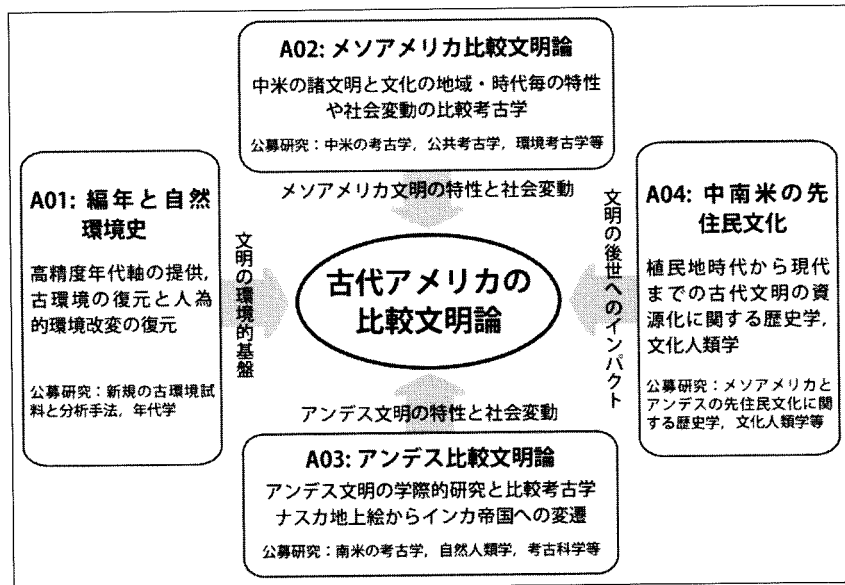 A02: メソアメリカ比較文明論
中米の諸文明と文化の地域・時代毎の特性
や社会変動の比較考古学
公募研究：中米の考古学，公共考古学，環境考古学等
メソアメリカ文明の特性と社会変動
A01: 編年と自然
環境史
高精度年代軸の提供，
古環境の復元と人為
的環境改変の復元
公募研究：新規の古環境試
料と分析手法，年代学
文明の環境的基盤
古代アメリカの
比較文明論
文明の後世へのインパクト
A04: 中南米の先
住民文化
植民地時代から現代
までの古代文明の資
源化に関する歴史学，
文化人類学
公募研究：メソアメリカと
アンデスの先住民文化に関
する歴史学，文化人類学等
アンデス文明の特性と社会変動
A03: アンデス比較文明論
アンデス文明の学際的研究と比較考古学
ナスカ地上絵からインカ帝国への変遷
公募研究：南米の考古学，自然人類学，考古科学等